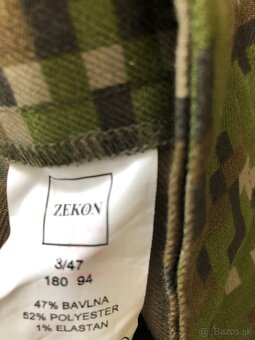 ZEKON
3/47
180 94
47% BAVLNA
52% POLYESTER
1% ELASTAN
Bazos.sk